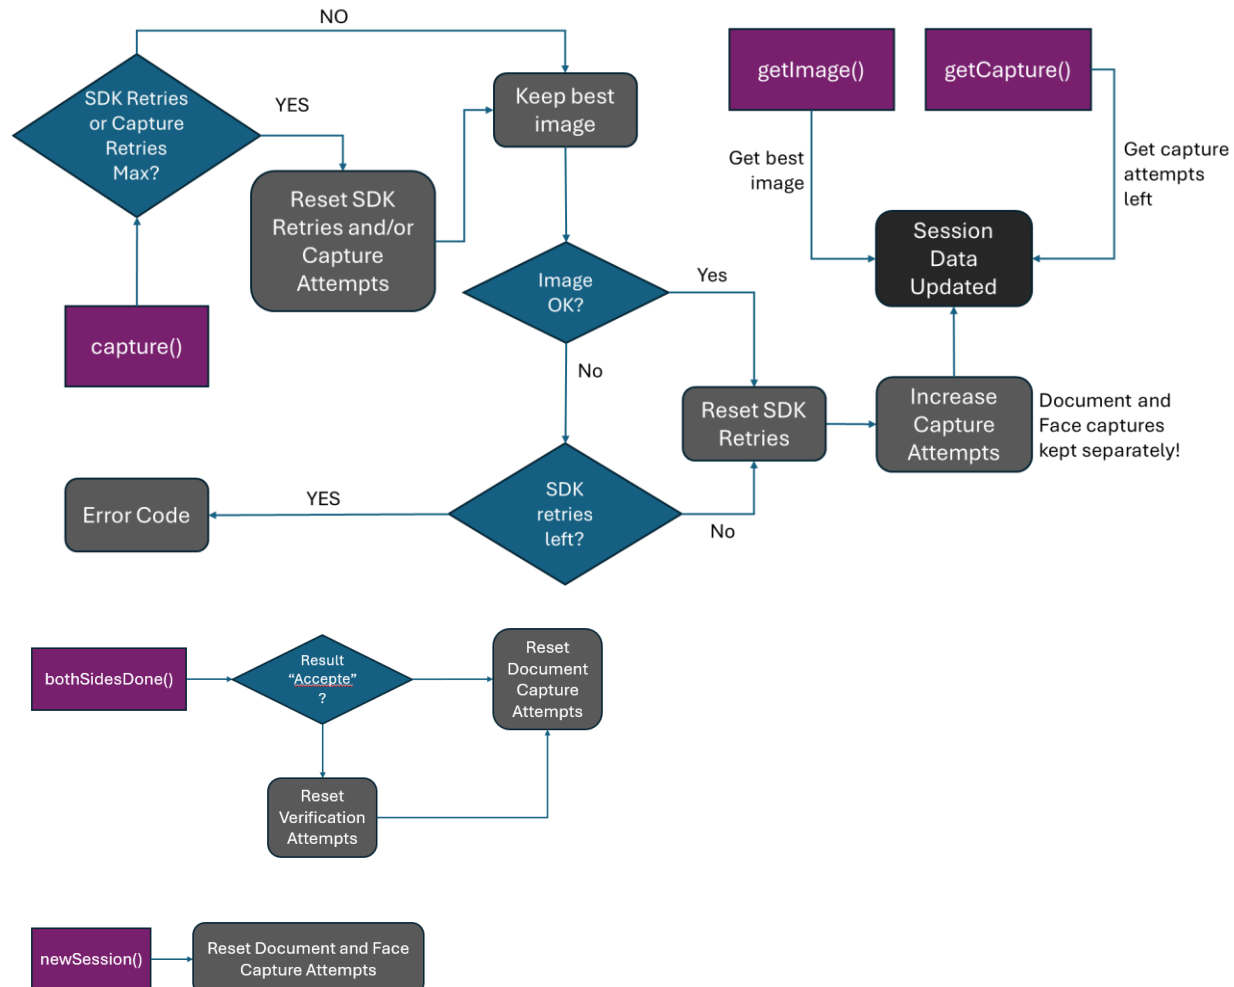 NO
SDK Retries
or Capture
Retries
Max?
YES
Reset SDK
Retries and/or
Capture
Attempts
capture()
Keep best
image
Image
OK?
Yes
No
SDK
retries
left?
YES
Error Code
No
Reset SDK
Retries
Increase
Capture
Attempts
Document and
Face captures
kept separately!
getImage()
getCapture()
Get best
image
Get capture
attempts
left
Session
Data
Updated
bothSidesDone()
Result
“Accepte”
?
Reset
Document
Capture
Attempts
Reset
Verification
Attempts
newSession()
Reset Document and Face
Capture Attempts